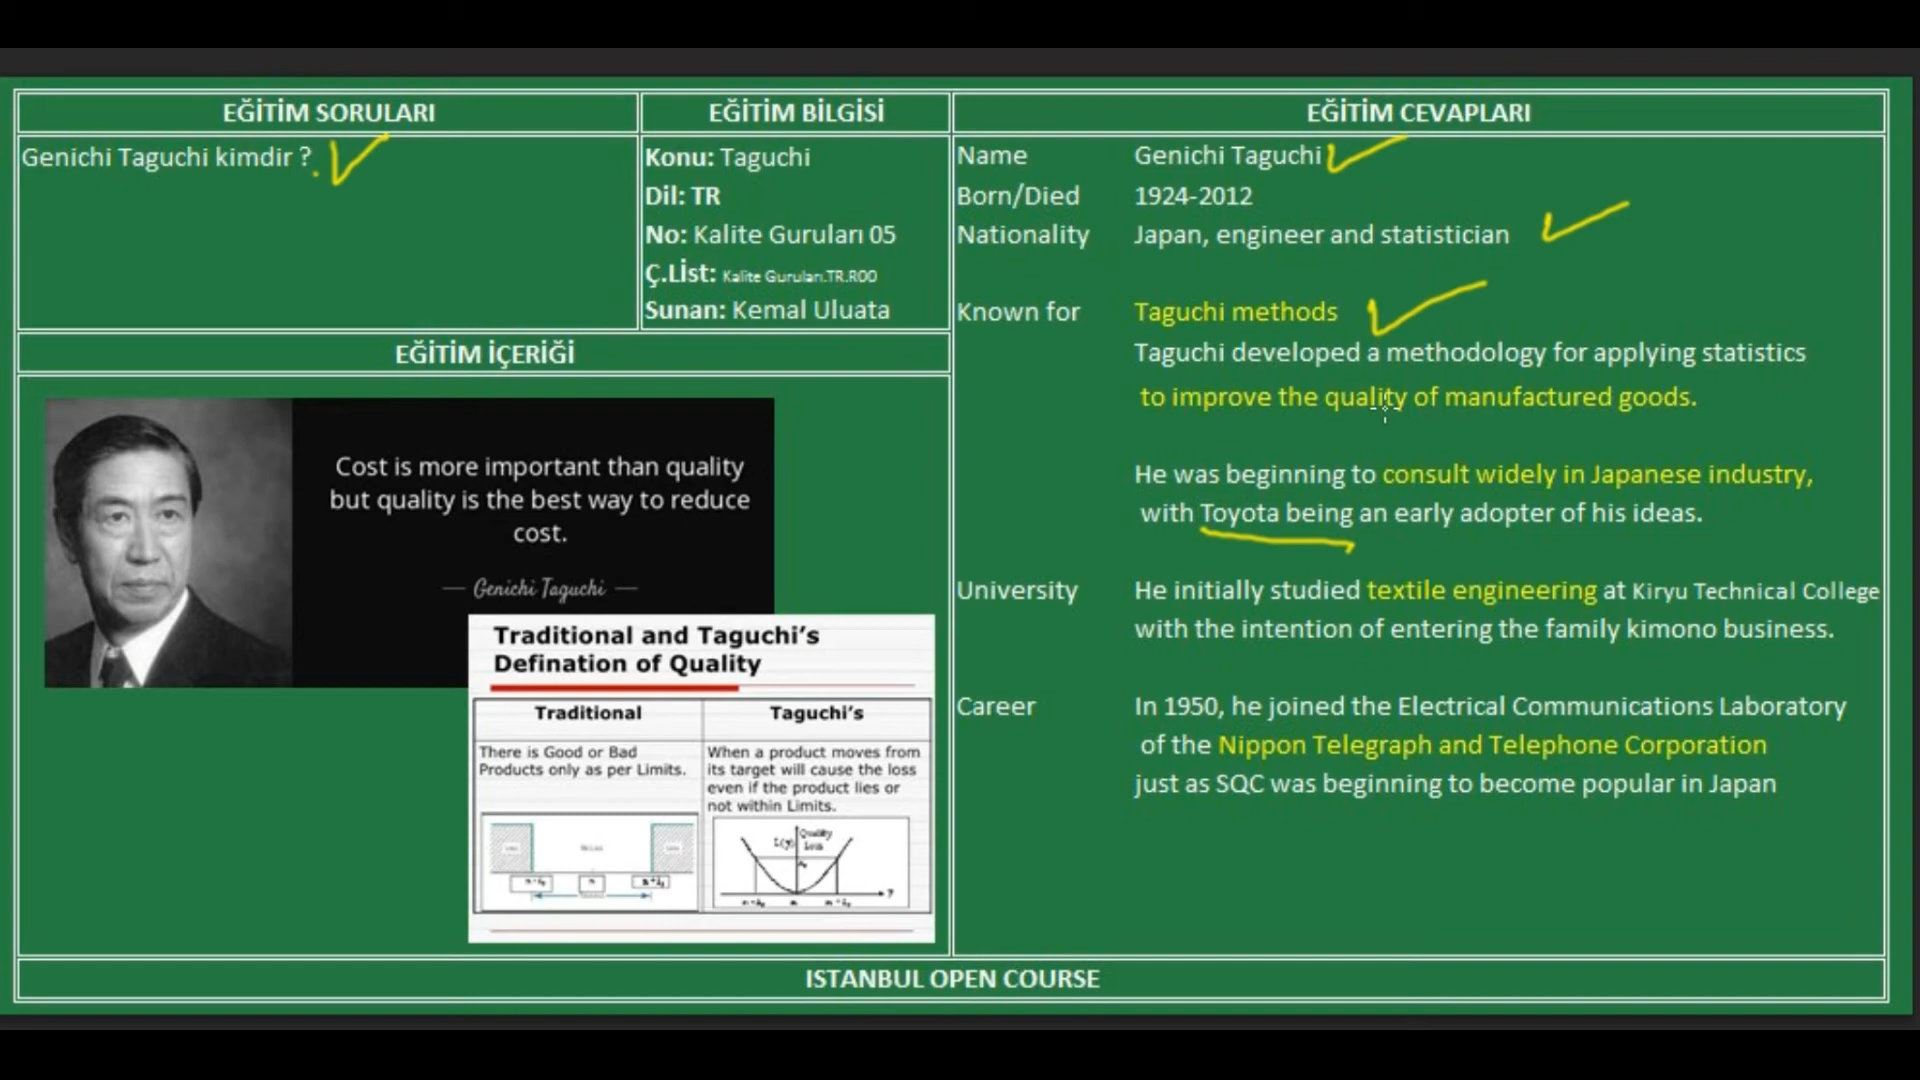 EĞİTİM SORULARI
Genichi Taguchi kimdir ?
EĞİTİM BİLGİSİ
Konu: Taguchi
Dil: TR
No: Kalite Guruları 05
Ç.List: Kalite Guruları.TR.R00
Sunan: Kemal Uluata
EĞİTİM İÇERİĞİ
Cost is more important than quality
but quality is the best way to reduce
cost.
— Genichi Taguchi —
Traditional and Taguchi's
Defination of Quality
Traditional
Taguchi's
There is Good or Bad
Products only as per Limits.
When a product moves from
its target will cause the loss
even if the product lies or
not within Limits.
L(y)
Quality
Loss
EĞİTİM CEVAPLARI
Name Genichi Taguchi
Born/Died 1924-2012
Nationality Japan, engineer and statistician
Known for Taguchi methods
Taguchi developed a methodology for applying statistics
to improve the quality of manufactured goods.
He was beginning to consult widely in Japanese industry,
with Toyota being an early adopter of his ideas.
University He initially studied textile engineering at Kiryu Technical College
with the intention of entering the family kimono business.
Career In 1950, he joined the Electrical Communications Laboratory
of the Nippon Telegraph and Telephone Corporation
just as SQC was beginning to become popular in Japan
ISTANBUL OPEN COURSE